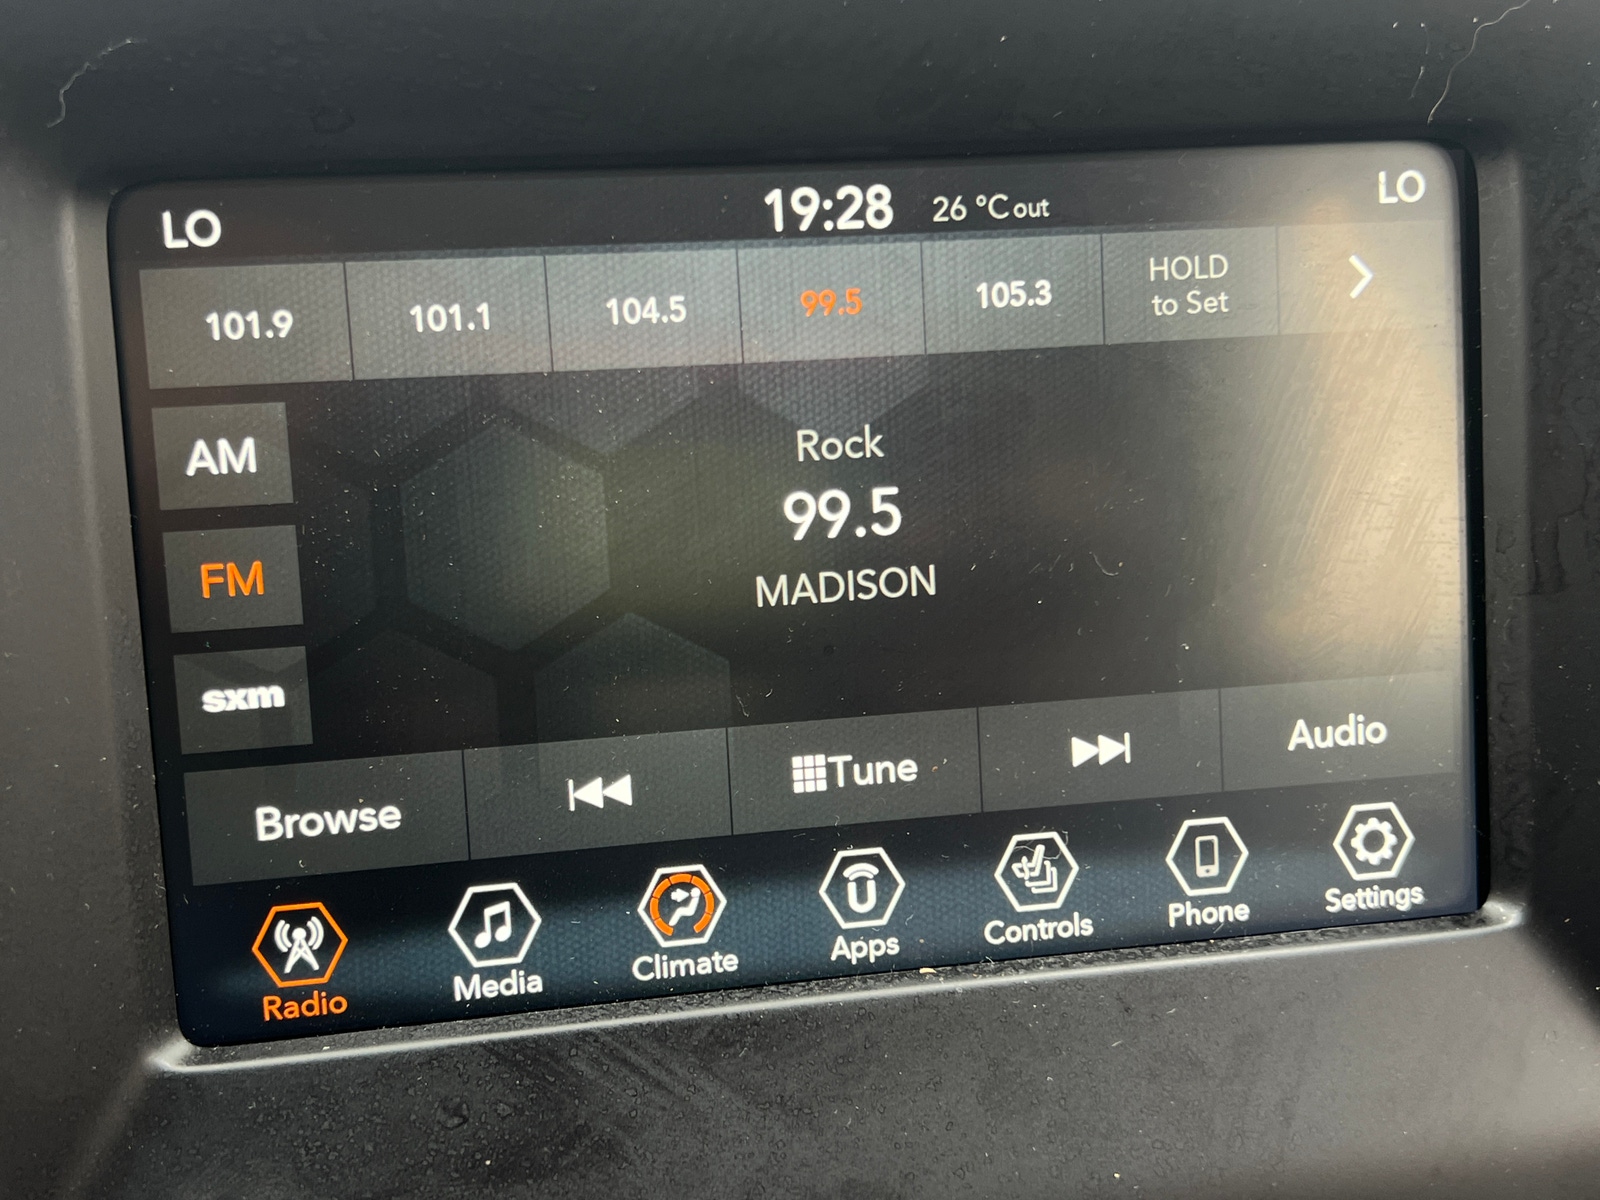 LO 19:28 26 °C out LO
101.9 101.1 104.5 99.5 105.3 HOLD
to Set
AM
Rock
99.5
FM
MADISON
sxm
Browse Tune Audio
Radio Media Climate Apps Controls Phone Settings